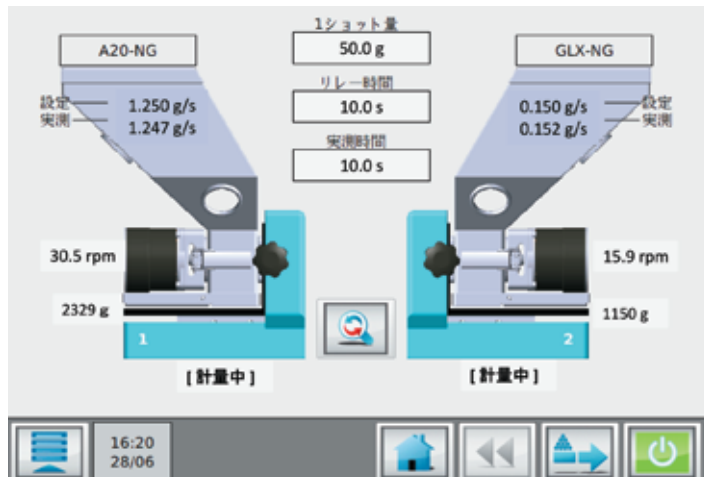 1ショット量
A20-NG
50.0 g
GLX-NG
リレー時間
設定
1.250 g/s
10.0 s
0.150 g/s
設定
実測
1.247 g/s
0.152 g/s
実測
実測時間
10.0 s
30.5 rpm
15.9 rpm
2329 g
1150 g
1
2
[計量中]
[計量中]
16:20
28/06